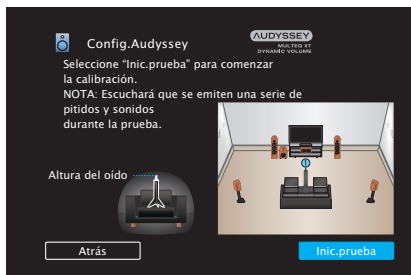 Config.Audyssey
AUDYSSEY
MULTEQ XT
DYNAMIC VOLUME
Seleccione “Inic.prueba” para comenzar
la calibración.
NOTA: Escuchará que se emiten una serie de
pitidos y sonidos
durante la prueba.
Altura del oído
Atrás
Inic.prueba